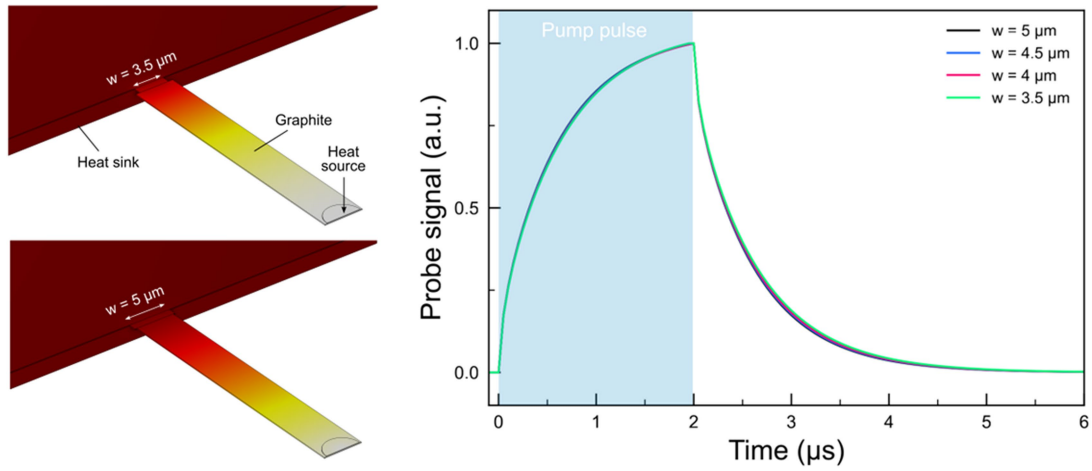 w = 3.5 µm
Graphite
Heat sink
Heat
source
w = 5 µm
Probe signal (a.u.)
1.0
0.5
0.0
Pump pulse
w = 5 µm
w = 4.5 µm
w = 4 µm
w = 3.5 µm
0 1 2 3 4 5 6
Time (µs)